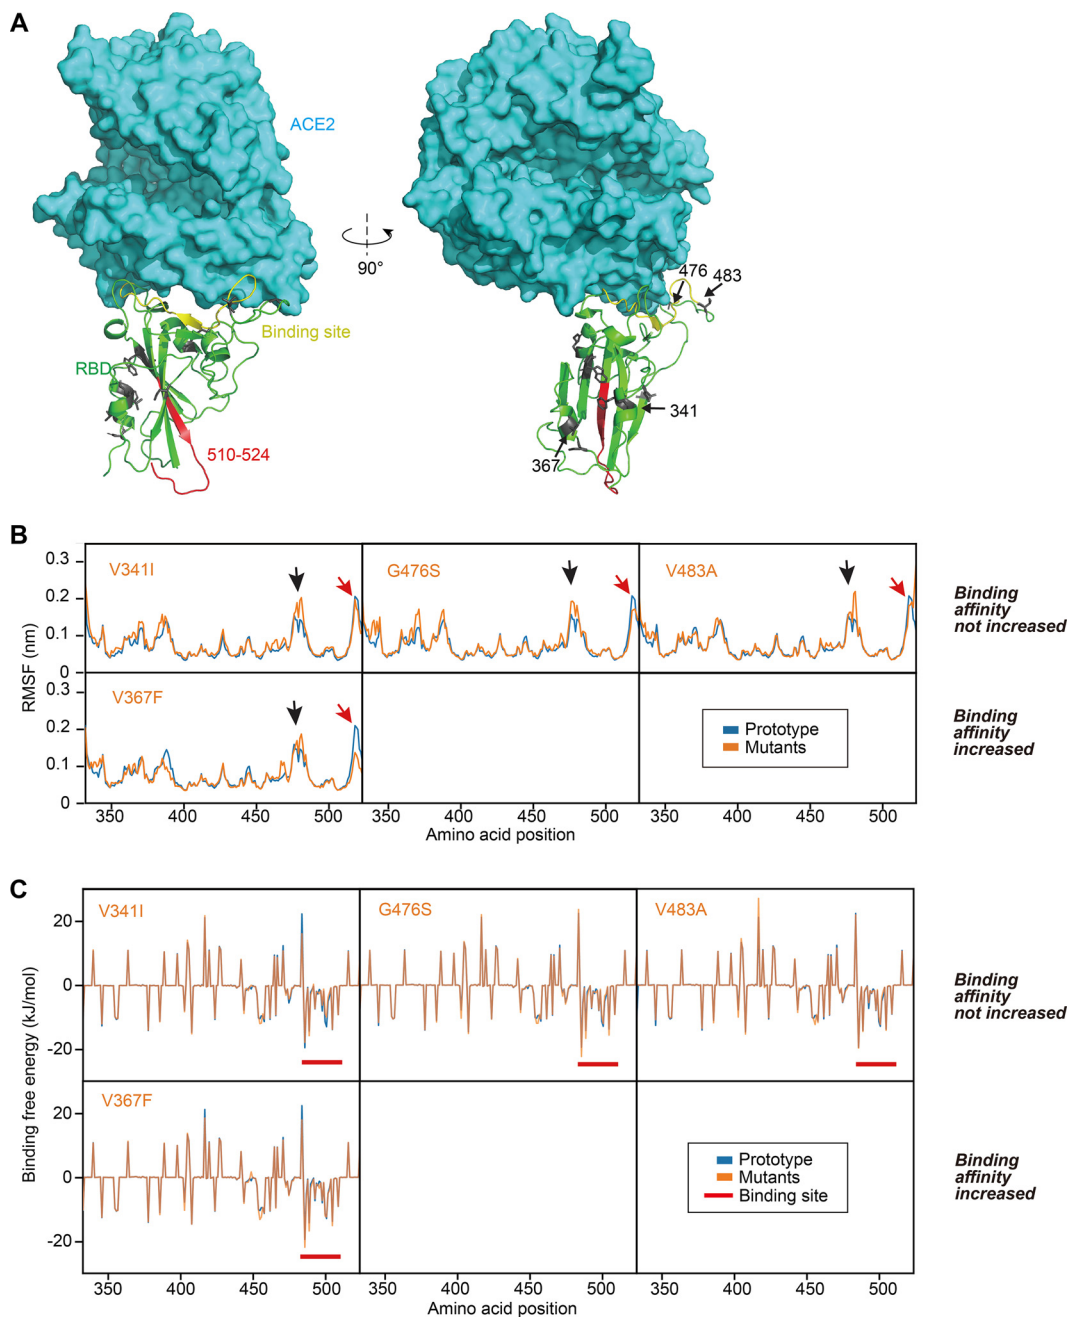 A
ACE2
90°
476
483
Binding site
RBD
341
510-524
367
B
RMSF (nm)
0.3
0.2
0.1
0
V341I
G476S
V483A
Binding
affinity
not increased
0.3
0.2
0.1
0
V367F
Prototype
Mutants
Binding
affinity
increased
350
400
450
500
400
450
500
400
450
500
Amino acid position
C
Binding free energy (kJ/mol)
20
0
-20
V341I
G476S
V483A
Binding
affinity
not increased
20
0
-20
V367F
Prototype
Mutants
Binding site
Binding
affinity
increased
350
400
450
500
350
400
450
500
350
400
450
500
Amino acid position